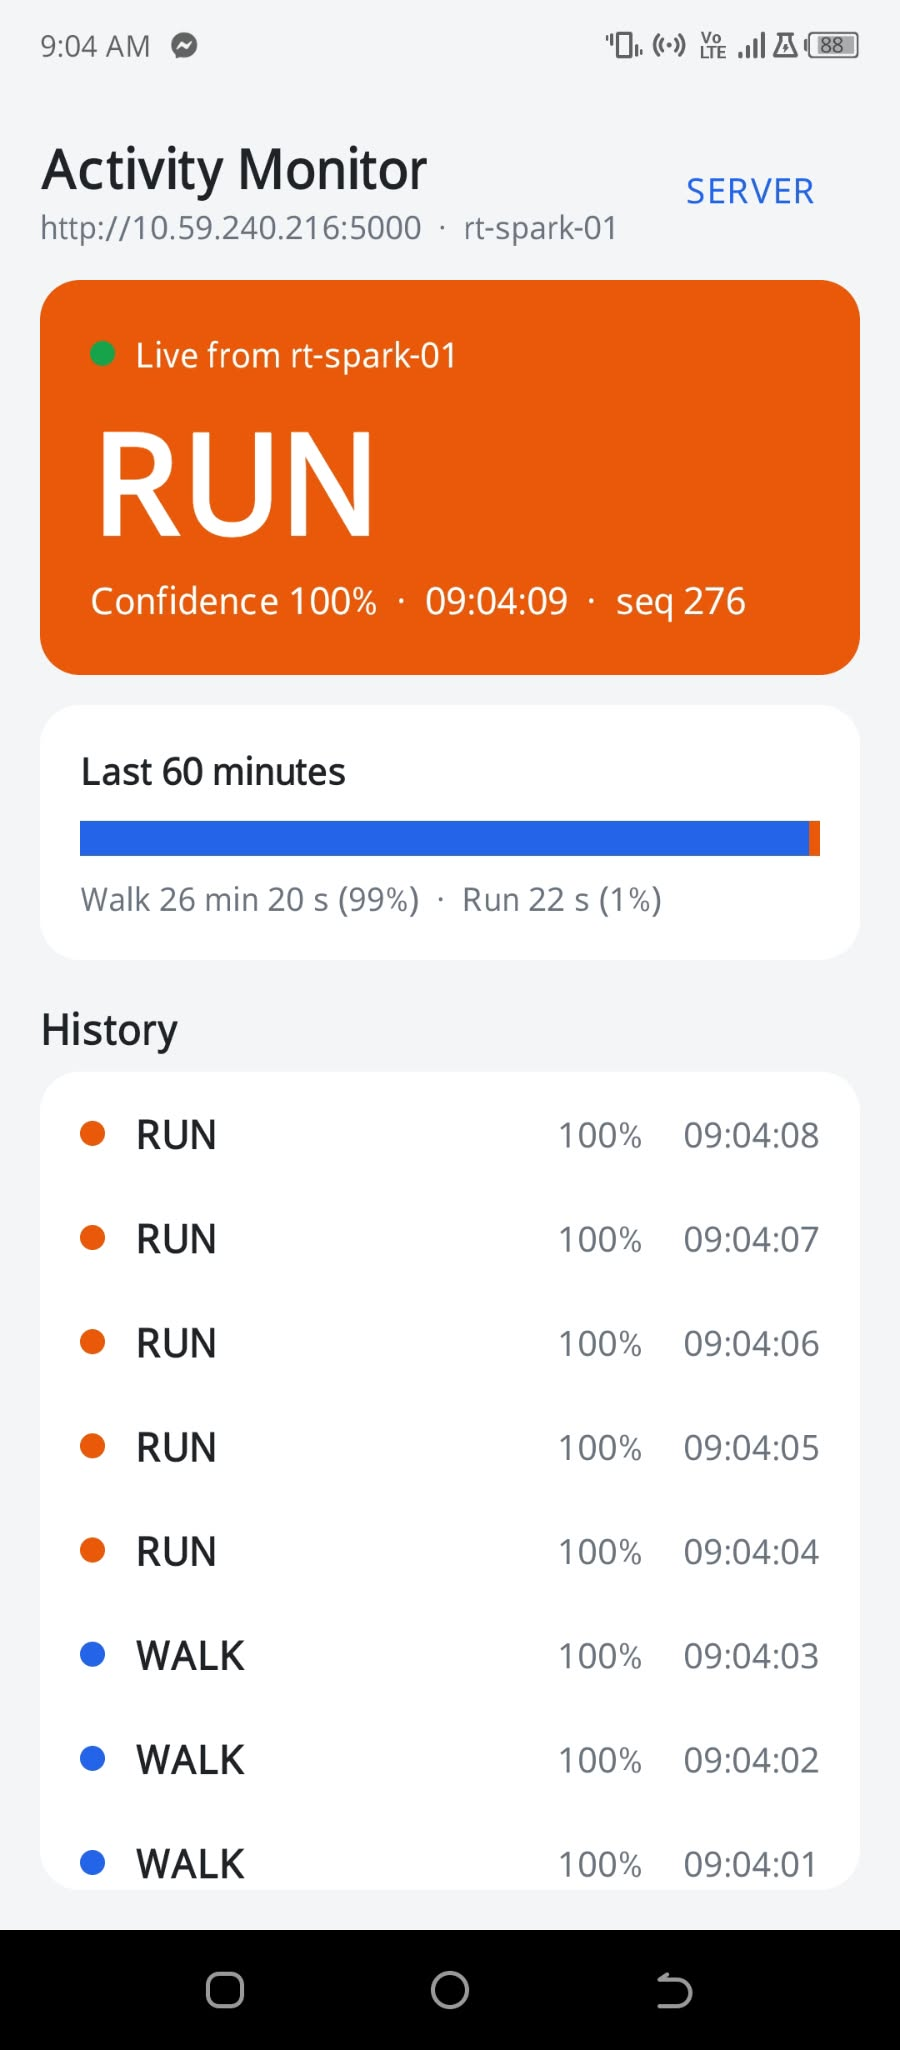 9:04 AM
Vo LTE
88
Activity Monitor
SERVER
http://10.59.240.216:5000 · rt-spark-01
Live from rt-spark-01
RUN
Confidence 100% · 09:04:09 · seq 276
Last 60 minutes
Walk 26 min 20 s (99%) · Run 22 s (1%)
History
RUN 100% 09:04:08
RUN 100% 09:04:07
RUN 100% 09:04:06
RUN 100% 09:04:05
RUN 100% 09:04:04
WALK 100% 09:04:03
WALK 100% 09:04:02
WALK 100% 09:04:01